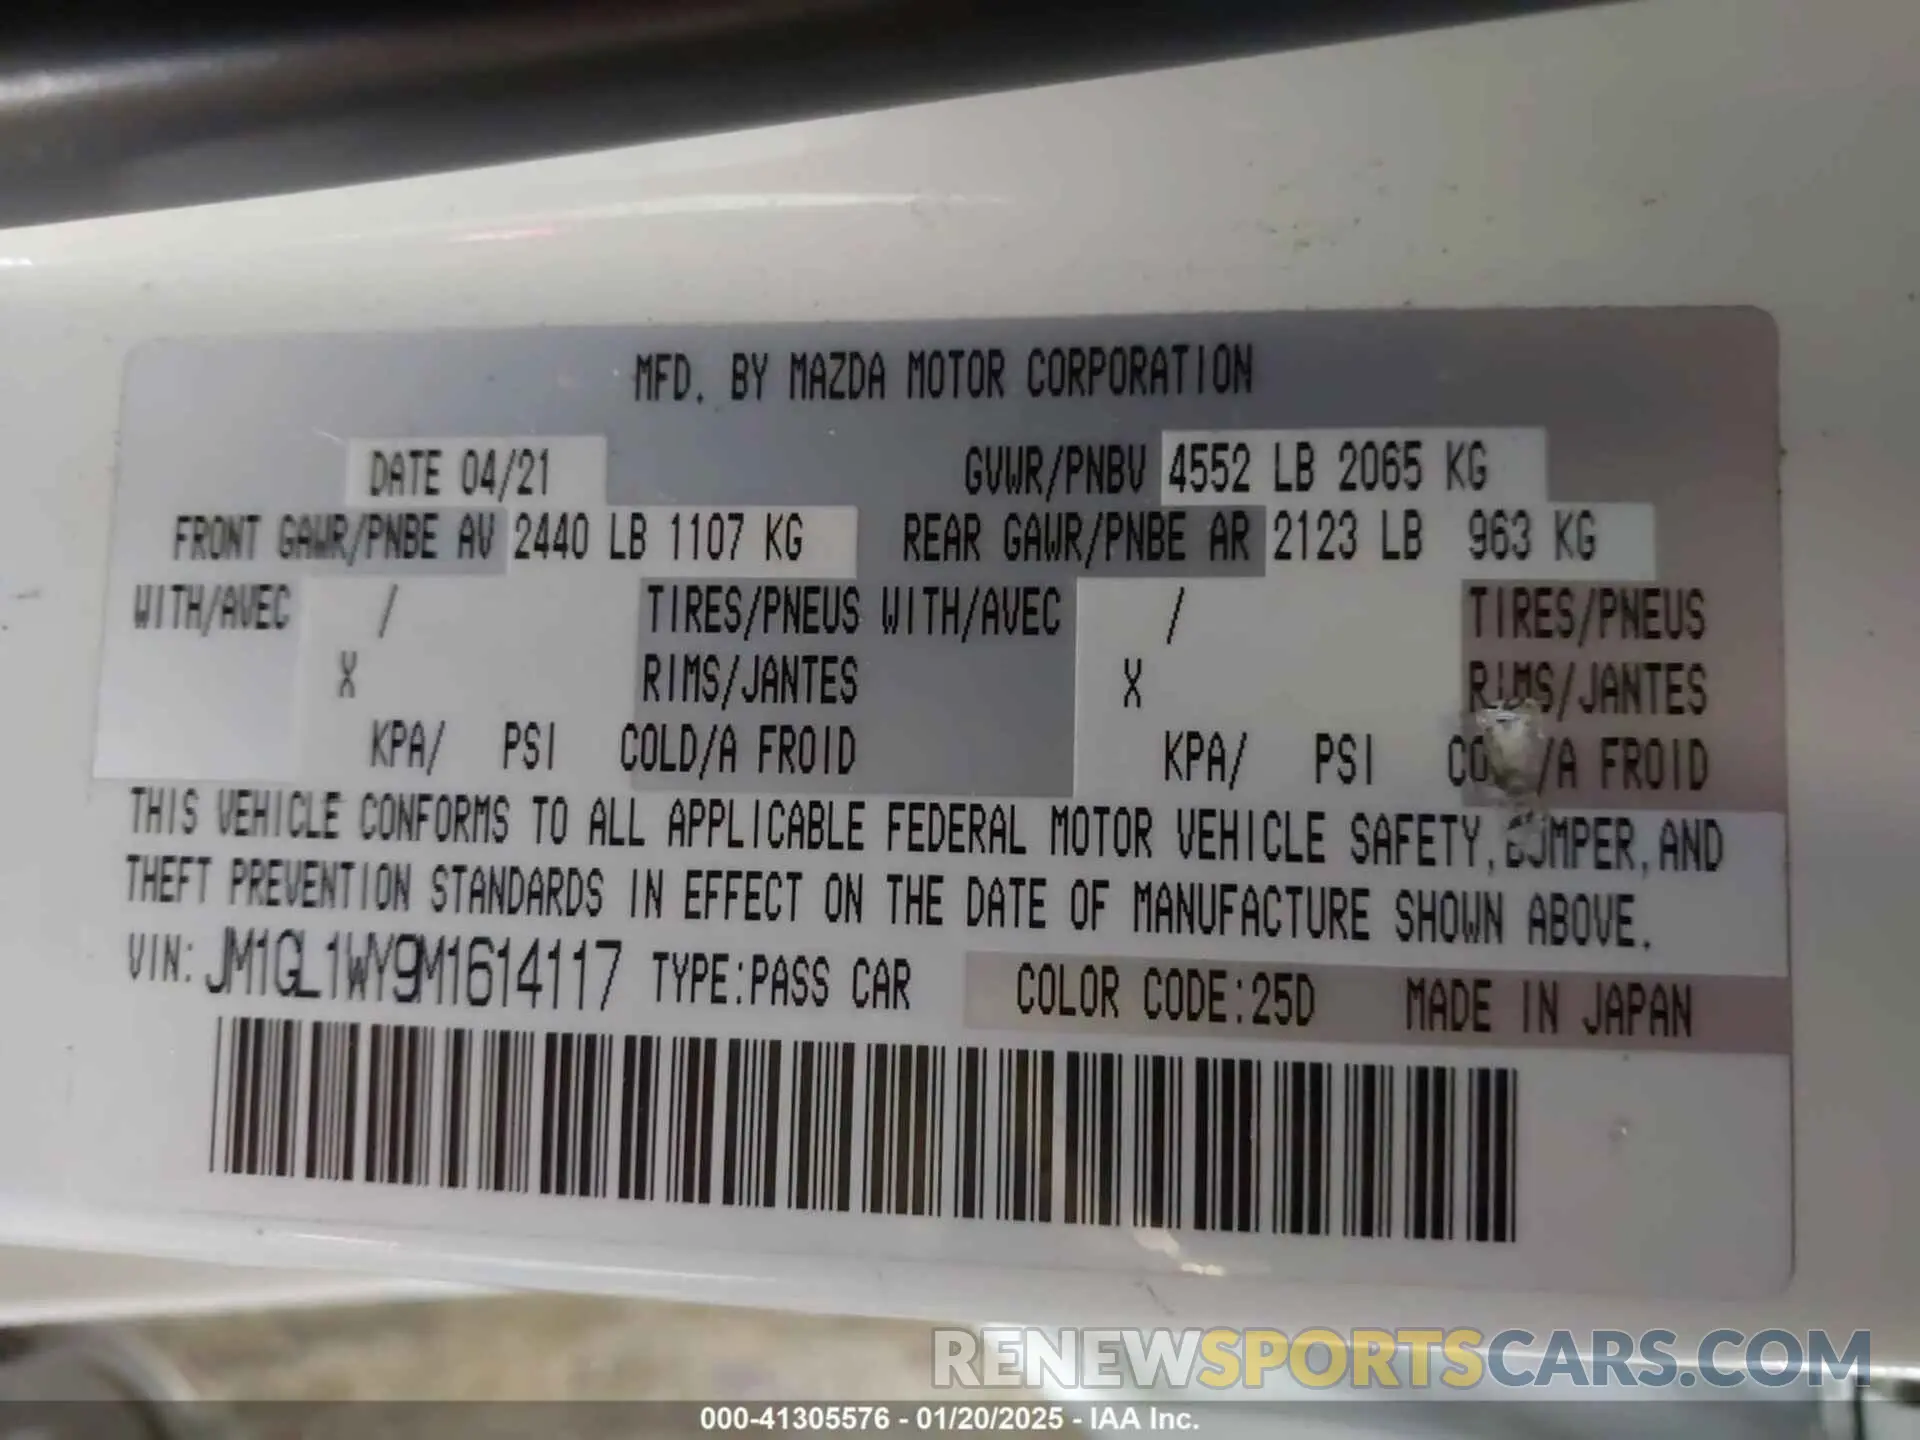 MFD. BY MAZDA MOTOR CORPORATION
DATE 04/21 GVWR/PNBV 4552 LB 2065 KG
FRONT GAWR/PNBE AV 2440 LB 1107 KG REAR GAWR/PNBE AR 2123 LB 963 KG
WITH/AVEC / TIRES/PNEUS WITH/AVEC / TIRES/PNEUS
X RIMS/JANTES X RIMS/JANTES
KPA/ PSI COLD/A FROID KPA/ PSI COLD/A FROID
THIS VEHICLE CONFORMS TO ALL APPLICABLE FEDERAL MOTOR VEHICLE SAFETY, BUMPER, AND
THEFT PREVENTION STANDARDS IN EFFECT ON THE DATE OF MANUFACTURE SHOWN ABOVE.
VIN: JM1GL1WY9M1614117 TYPE:PASS CAR COLOR CODE:25D MADE IN JAPAN
RENEWSPORTSCARS.COM
000-41305576 - 01/20/2025 - IAA Inc.